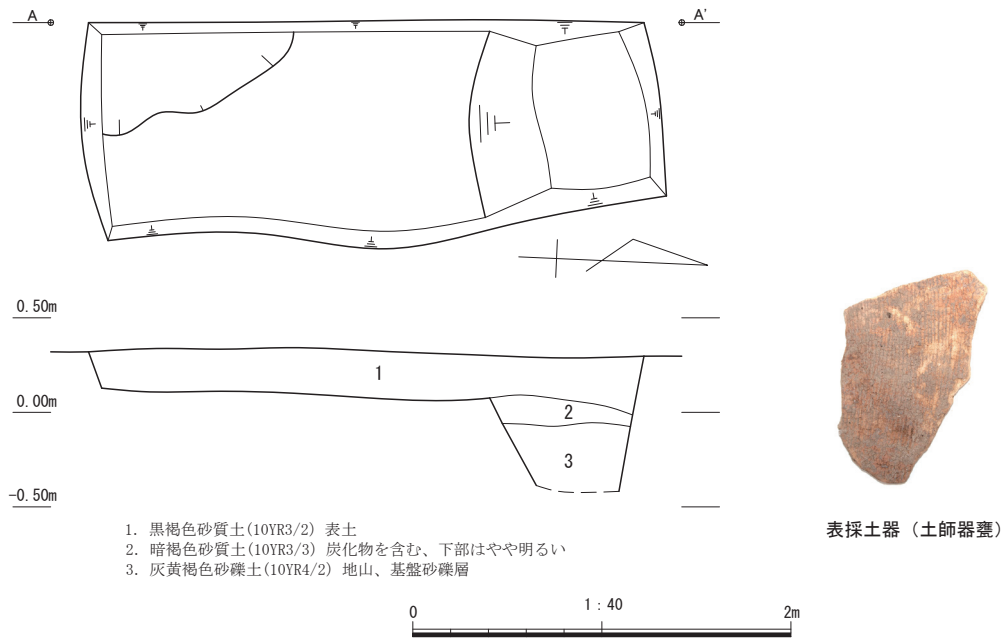 A
A'
0.50m
0.00m
-0.50m
1
2
3
1. 黒褐色砂質土(10YR3/2) 表土
2. 暗褐色砂質土(10YR3/3) 炭化物を含む、下部はやや明るい
3. 灰黄褐色砂礫土(10YR4/2) 地山、基盤砂礫層
表採土器（土師器甕）
0
1 : 40
2m